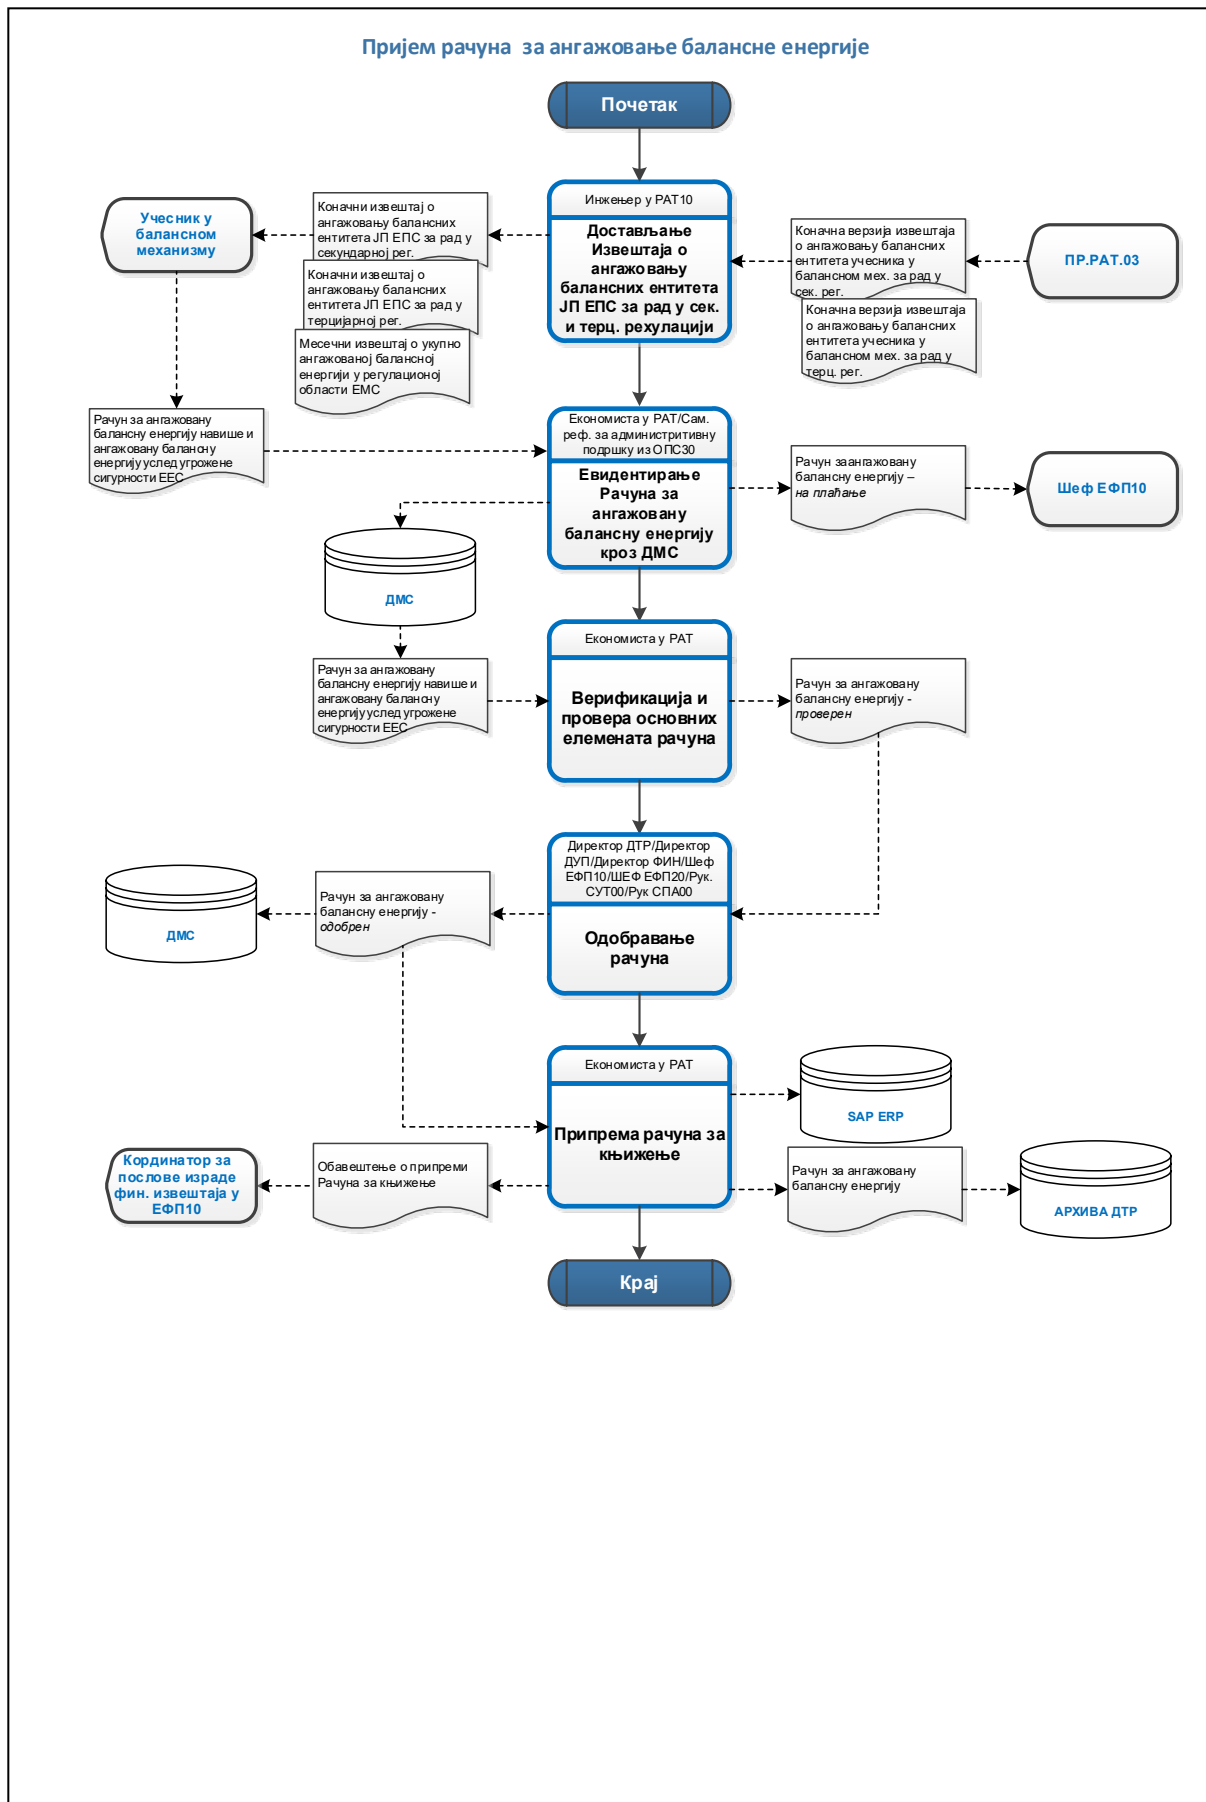 Пријем рачуна за ангажовање балансне енергије
Почетак
Учесник у
балансном
механизму
Коначни извештај о
ангажовању балансних
ентитета ЈП ЕПС за рад у
секундарној рег.
Коначни извештај о
ангажовању балансних
ентитета ЈП ЕПС за рад у
терцијарној рег.
Месечни извештај о укупно
ангажованој балансној
енергији у регулационој
области ЕМС
Инжењер у РАТ10
Достављање
Извештаја о
ангажовању
балансних ентитета
ЈП ЕПС за рад у сек.
и терц. рехулацији
Коначна верзија извештаја
о ангажовању балансних
ентитета учесника у
балансном мех. за рад у
сек. рег.
Коначна верзија извештаја
о ангажовању балансних
ентитета учесника у
балансном мех. за рад у
терц. рег.
ПР.РАТ.03
Рачун за ангажовану
балансну енергију навише и
ангажовану балансну
енергију услед угрожене
сигурности ЕЕС
Економиста у РАТ/Сам.
реф. за администритивну
подршку из ОПС30
Евидентирање
Рачуна за
ангажовану
балансну енергију
кроз ДМС
Рачун заангажовану
балансну енергију –
на плаћање
Шеф ЕФП10
ДМС
Рачун за ангажовану
балансну енергију навише и
ангажовану балансну
енергију услед угрожене
сигурности ЕЕС
Економиста у РАТ
Верификација и
провера основних
елемената рачуна
Рачун за ангажовану
балансну енергију -
проверен
Директор ДТР/Директор
ДУП/Директор ФИН/Шеф
ЕФП10/ШЕФ ЕФП20/Рук.
СУТ00/Рук СПА00
Одобравање
рачуна
Рачун за ангажовану
балансну енергију -
одобрен
ДМС
Економиста у РАТ
Припрема рачуна за
књижење
SAP ERP
Кординатор за
послове израде
фин. извештаја у
ЕФП10
Обавештење о припреми
Рачуна за књижење
Рачун за ангажовану
балансну енергију
АРХИВА ДТР
Крај